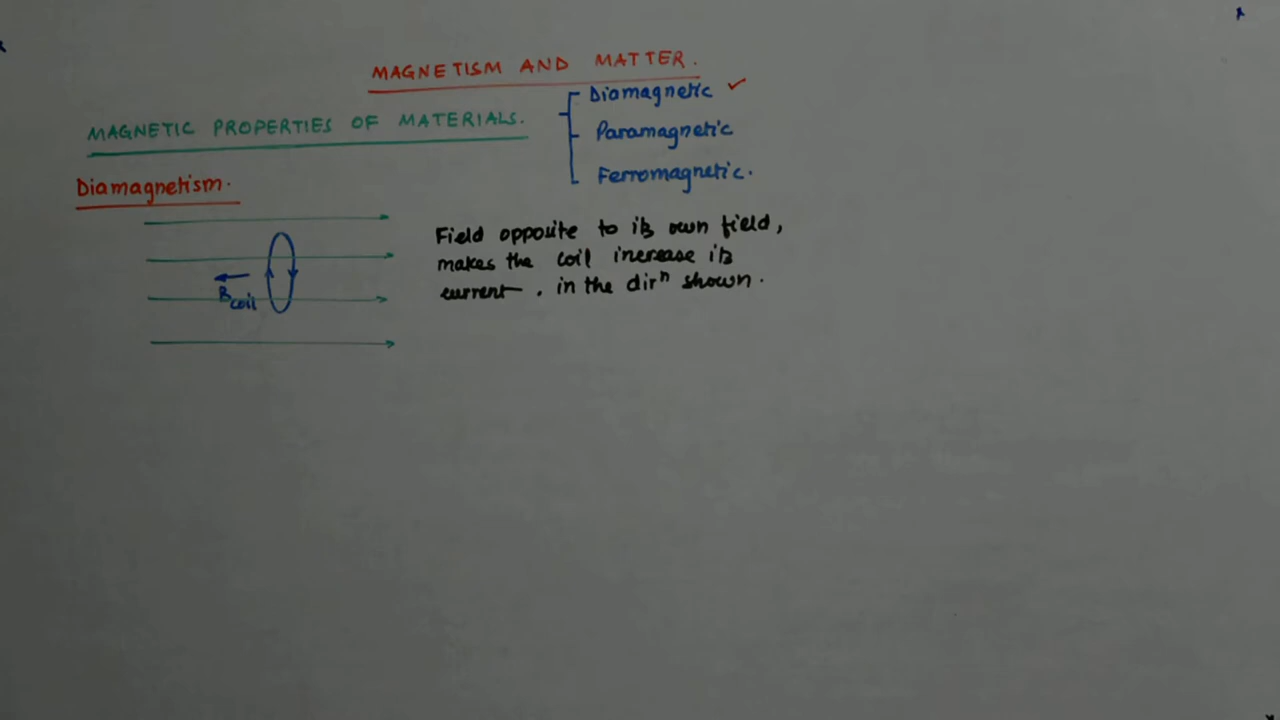 MAGNETISM AND MATTER.
MAGNETIC PROPERTIES OF MATERIALS.
Diamagnetic ✓
Paramagnetic
Ferromagnetic.
Diamagnetism.
Bcoil
Field opposite to its own field,
makes the coil increase its
current, in the dirⁿ shown.